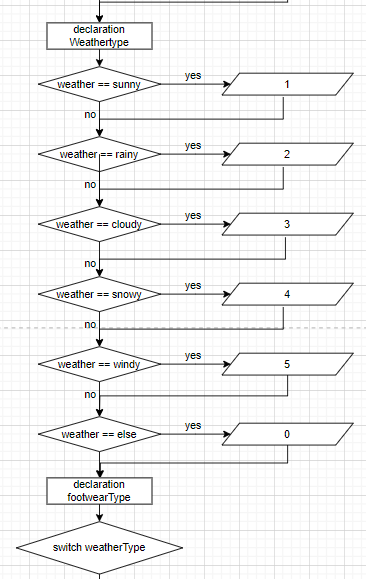 declaration
Weathertype
weather == sunny
yes
1
no
weather == rainy
yes
2
no
weather == cloudy
yes
3
no
weather == snowy
yes
4
no
weather == windy
yes
5
no
weather == else
yes
0
declaration
footwearType
switch weatherType